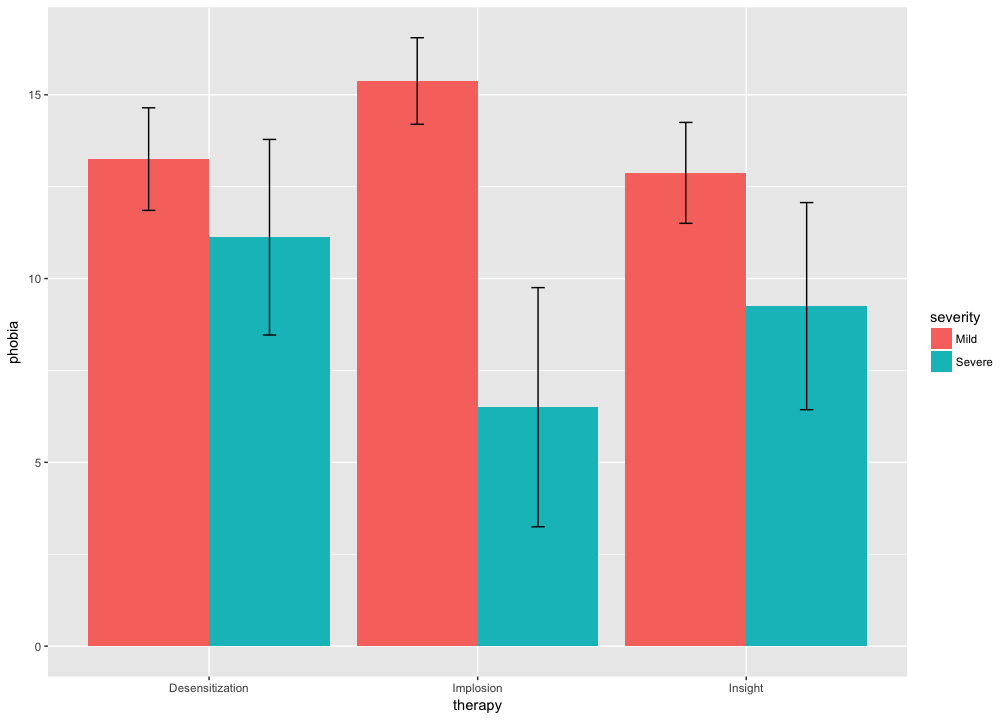 15
10
5
0
phobia
Desensitization
Implosion
Insight
therapy
severity
Mild
Severe